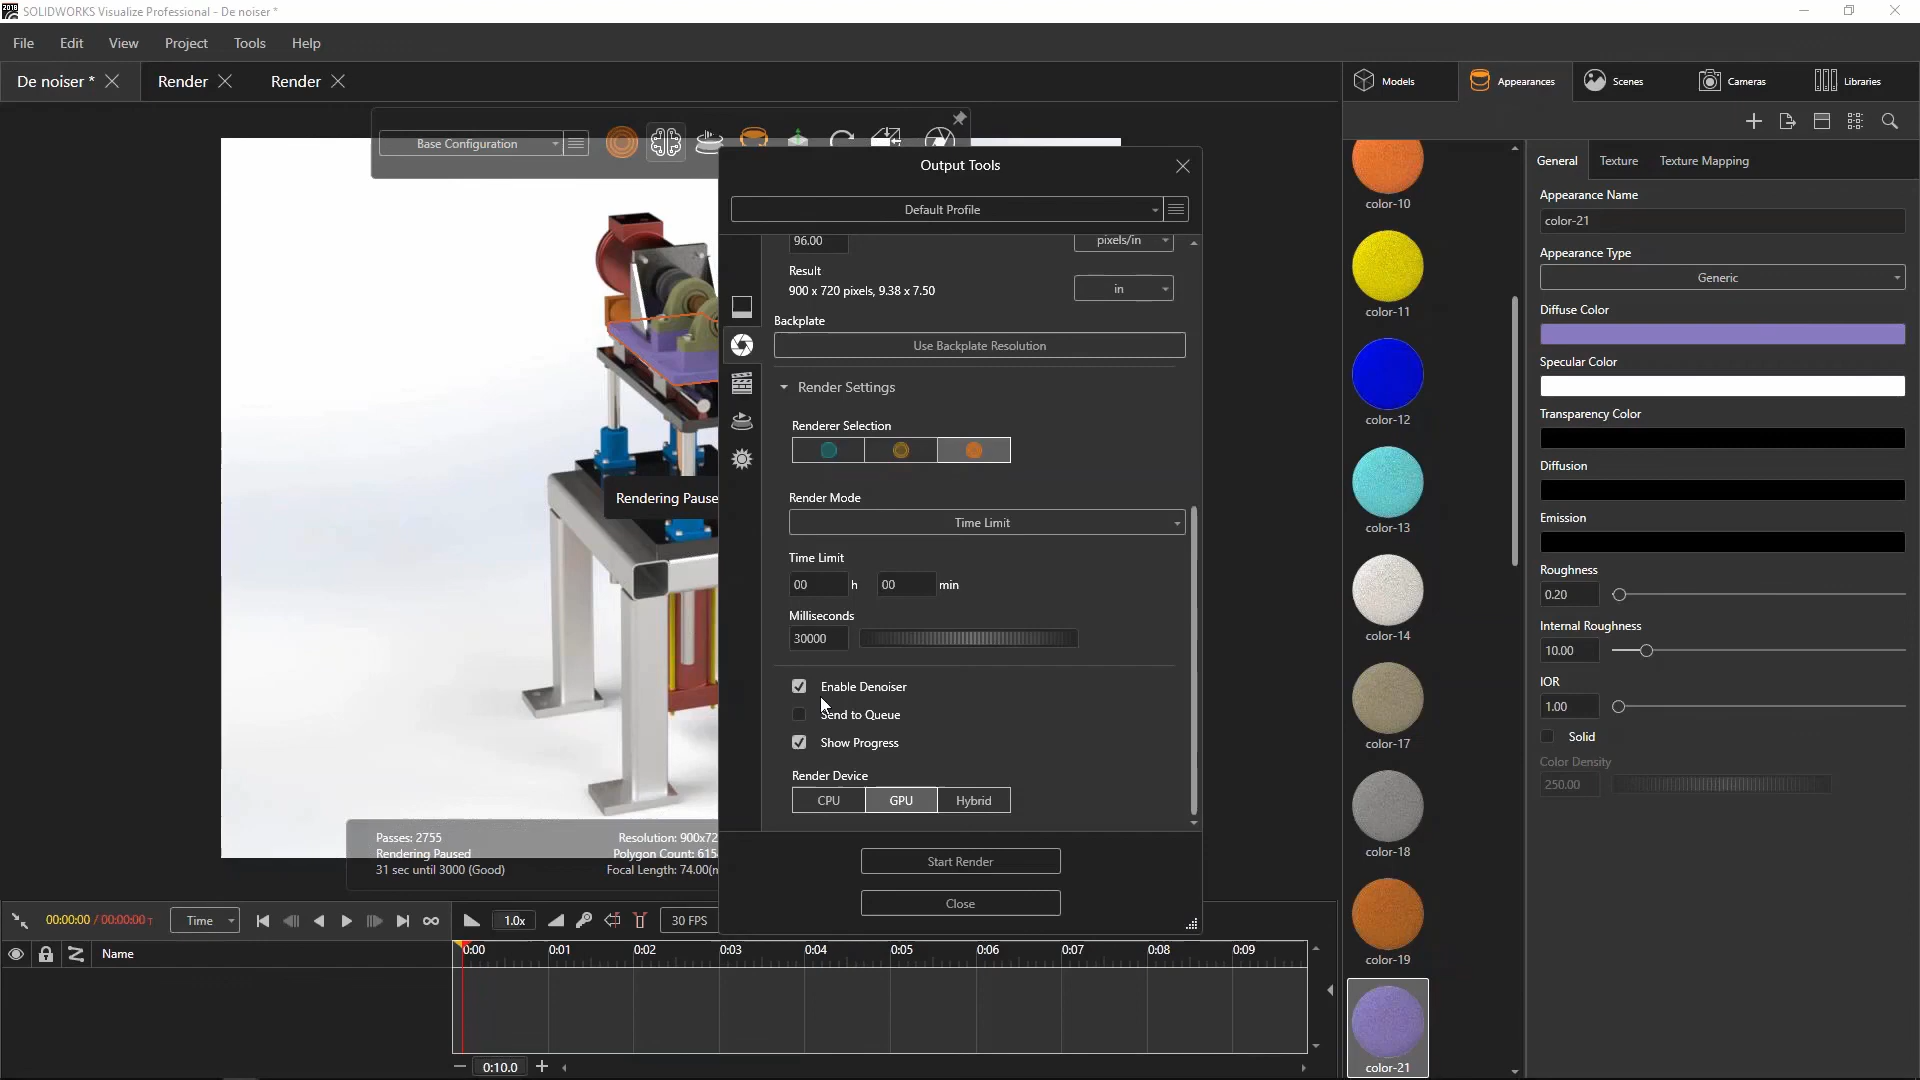 2018
SOLIDWORKS Visualize Professional - De noiser *
File Edit View Project Tools Help
De noiser * Render Render
Models Appearances Scenes Cameras Libraries
Base Configuration
Output Tools
Default Profile
96.00 pixels/in
Result
900 x 720 pixels, 9.38 x 7.50 in
Backplate
Use Backplate Resolution
Render Settings
Renderer Selection
Render Mode
Time Limit
Time Limit
00 h 00 min
Milliseconds
30000
Enable Denoiser
Send to Queue
Show Progress
Render Device
CPU GPU Hybrid
Start Render
Close
Rendering Pause
Passes: 2755 Resolution: 900x72
Rendering Paused Polygon Count: 615
31 sec until 3000 (Good) Focal Length: 74.00(m
color-10
color-11
color-12
color-13
color-14
color-17
color-18
color-19
color-21
General Texture Texture Mapping
Appearance Name
color-21
Appearance Type
Generic
Diffuse Color
Specular Color
Transparency Color
Diffusion
Emission
Roughness
0.20
Internal Roughness
10.00
IOR
1.00
Solid
Color Density
250.00
00:00:00 / 00:00:00 T Time 1.0x 30 FPS
Name
0:00 0:01 0:02 0:03 0:04 0:05 0:06 0:07 0:08 0:09
0:10.0